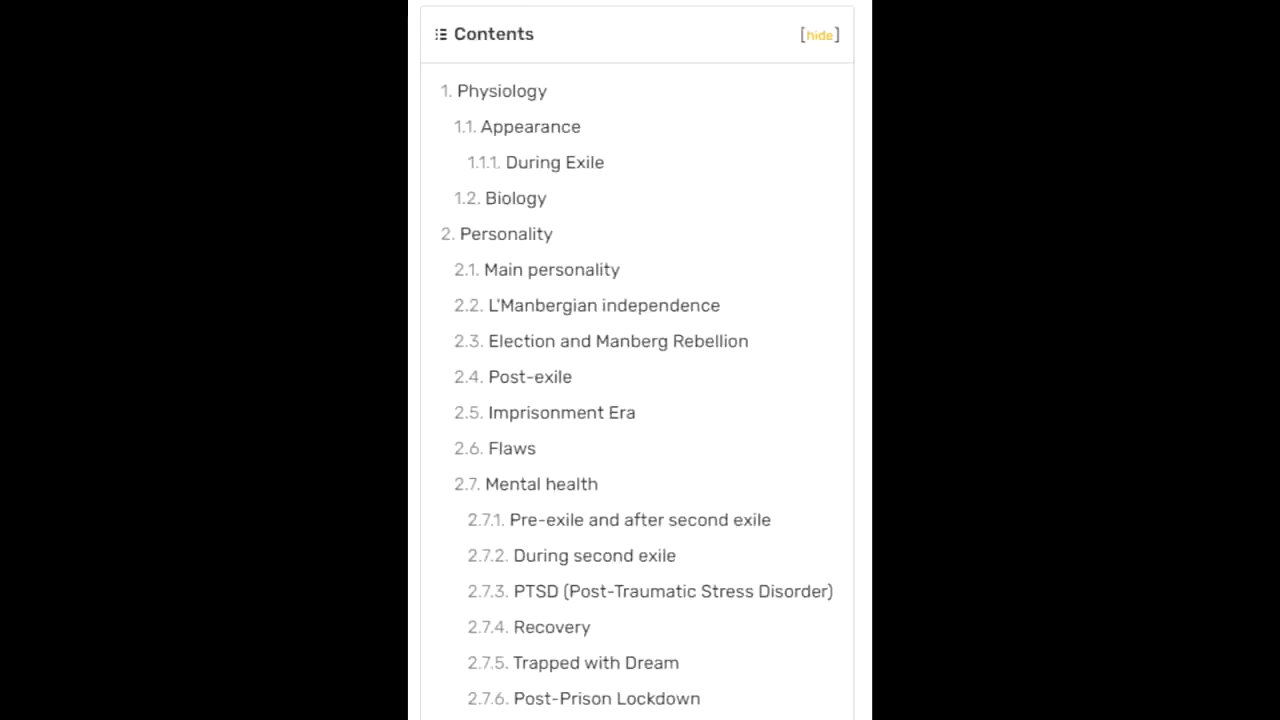 Contents [hide]
1. Physiology
1.1. Appearance
1.1.1. During Exile
1.2. Biology
2. Personality
2.1. Main personality
2.2. L'Manbergian independence
2.3. Election and Manberg Rebellion
2.4. Post-exile
2.5. Imprisonment Era
2.6. Flaws
2.7. Mental health
2.7.1. Pre-exile and after second exile
2.7.2. During second exile
2.7.3. PTSD (Post-Traumatic Stress Disorder)
2.7.4. Recovery
2.7.5. Trapped with Dream
2.7.6. Post-Prison Lockdown